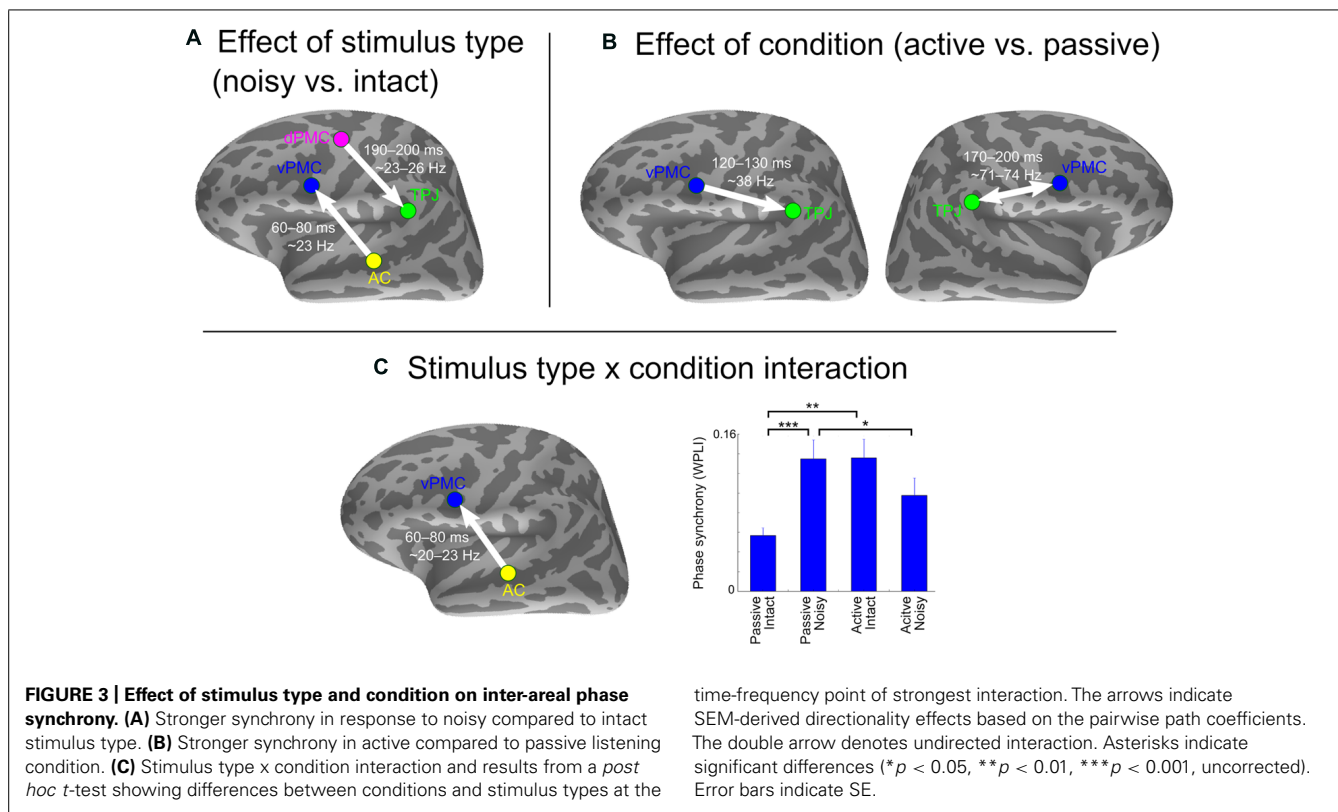 A Effect of stimulus type
(noisy vs. intact)
dPMC
190–200 ms
~23–26 Hz
vPMC
TPJ
60–80 ms
~23 Hz
AC
B Effect of condition (active vs. passive)
vPMC
120–130 ms
~38 Hz
TPJ
170–200 ms
~71–74 Hz
vPMC
TPJ
C Stimulus type x condition interaction
vPMC
60–80 ms
~20–23 Hz
AC
** 
*** 
*
0.16
Phase synchrony (WPLI)
0
Passive
Intact
Passive
Noisy
Active
Intact
Acitve
Noisy
FIGURE 3 | Effect of stimulus type and condition on inter-areal phase
synchrony. (A) Stronger synchrony in response to noisy compared to intact
stimulus type. (B) Stronger synchrony in active compared to passive listening
condition. (C) Stimulus type x condition interaction and results from a post
hoc t-test showing differences between conditions and stimulus types at the
time-frequency point of strongest interaction. The arrows indicate
SEM-derived directionality effects based on the pairwise path coefficients.
The double arrow denotes undirected interaction. Asterisks indicate
significant differences (*p < 0.05, **p < 0.01, ***p < 0.001, uncorrected).
Error bars indicate SE.